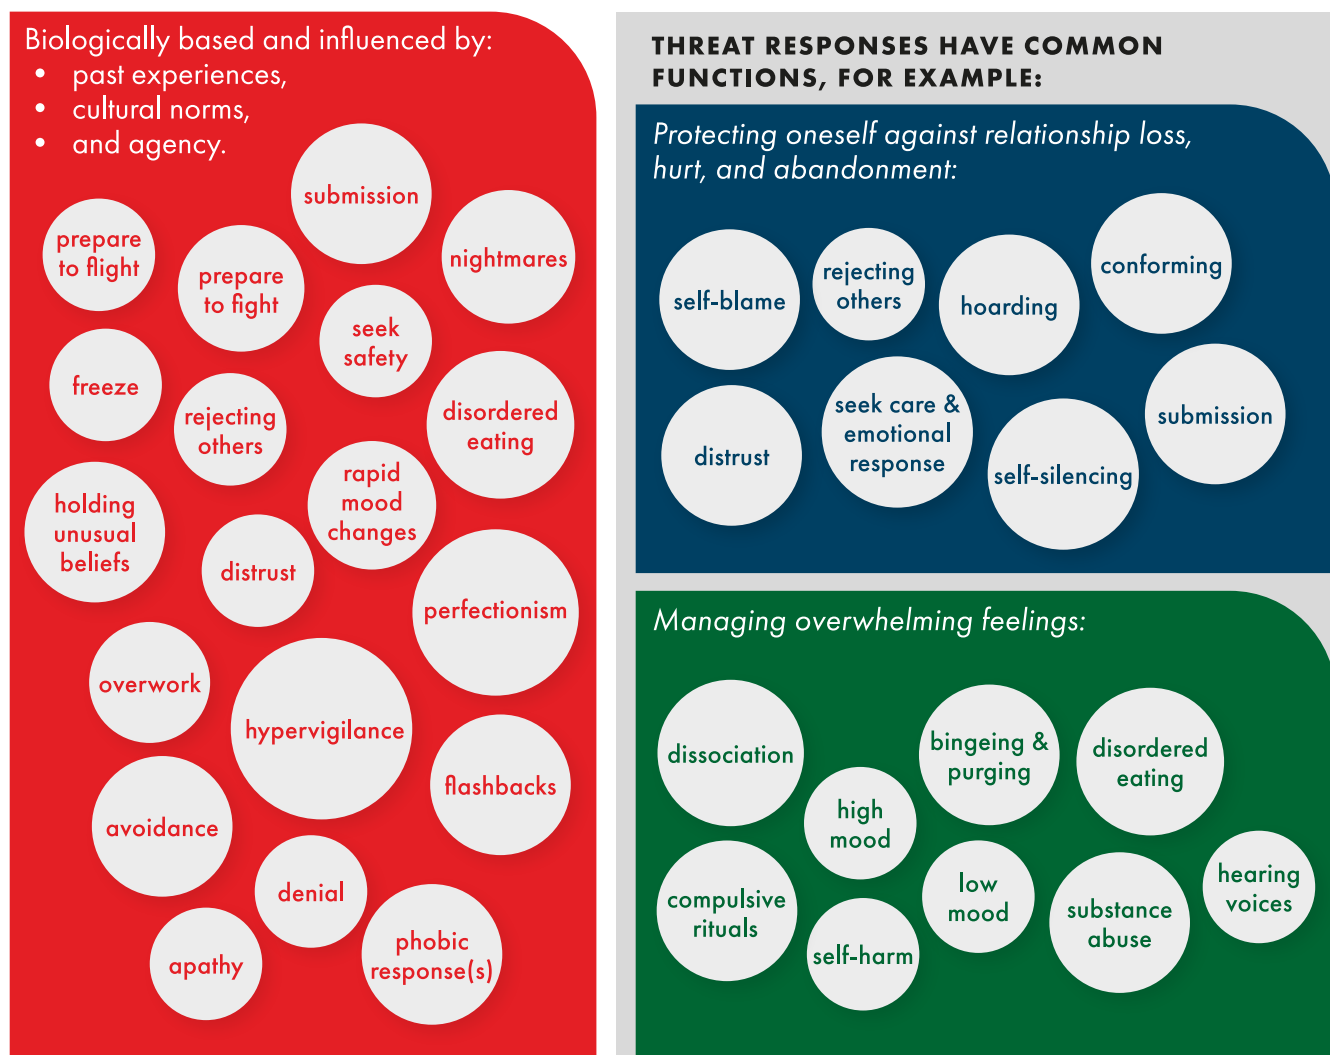 Biologically based and influenced by:
• past experiences,
• cultural norms,
• and agency.
submission
prepare
to flight
prepare
to fight
nightmares
seek
safety
freeze
rejecting
others
disordered
eating
rapid
mood
changes
holding
unusual
beliefs
distrust
perfectionism
overwork
hypervigilance
flashbacks
avoidance
denial
apathy
phobic
response(s)
THREAT RESPONSES HAVE COMMON
FUNCTIONS, FOR EXAMPLE:
Protecting oneself against relationship loss,
hurt, and abandonment:
self-blame
rejecting
others
hoarding
conforming
distrust
seek care &
emotional
response
self-silencing
submission
Managing overwhelming feelings:
dissociation
high
mood
bingeing &
purging
disordered
eating
compulsive
rituals
self-harm
low
mood
substance
abuse
hearing
voices